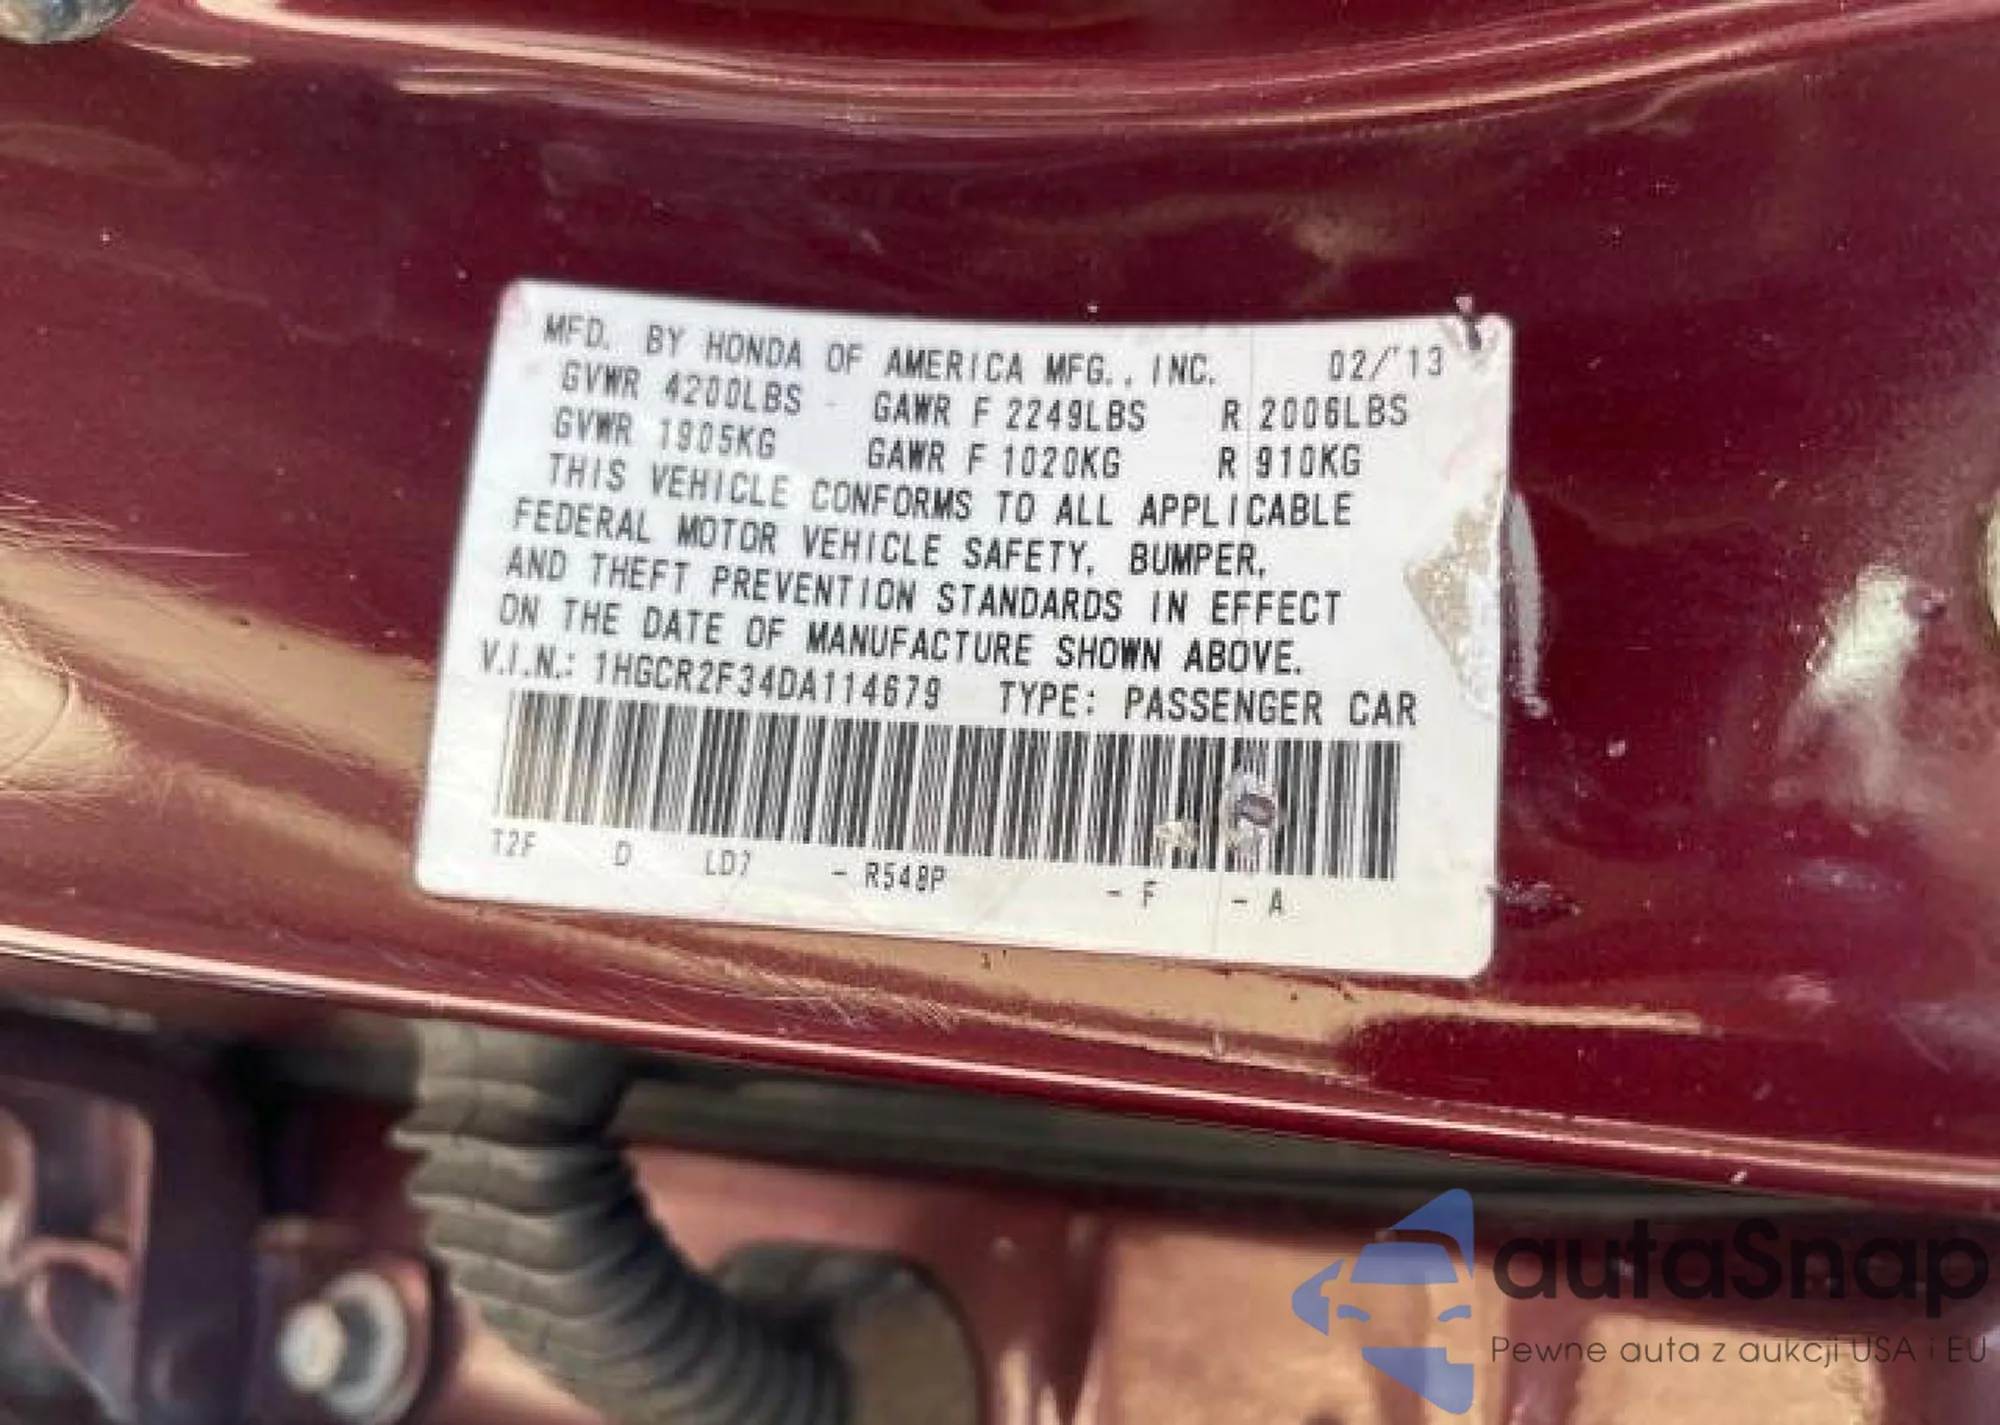 MFD. BY HONDA OF AMERICA MFG., INC. 02/'13
GVWR 4200LBS GAWR F 2249LBS R 2006LBS
GVWR 1905KG GAWR F 1020KG R 910KG
THIS VEHICLE CONFORMS TO ALL APPLICABLE
FEDERAL MOTOR VEHICLE SAFETY, BUMPER,
AND THEFT PREVENTION STANDARDS IN EFFECT
ON THE DATE OF MANUFACTURE SHOWN ABOVE.
V.I.N.: 1HGCR2F34DA114679 TYPE: PASSENGER CAR
T2F D LD7 - R548P - F - A
autaSnap
Pewne auta z aukcji USA i EU